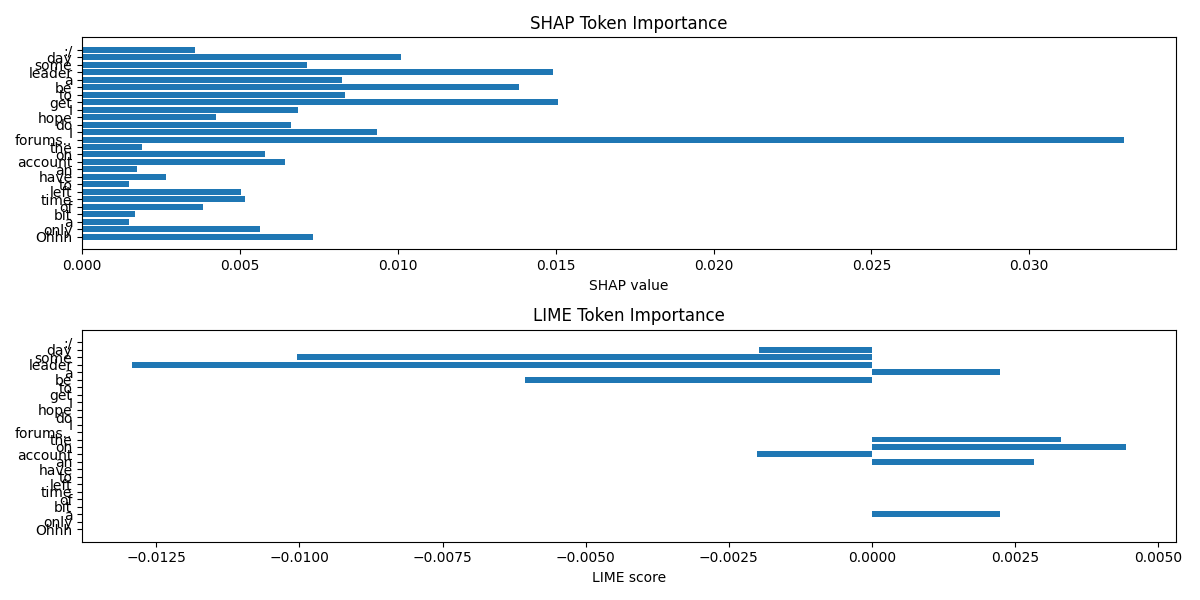 SHAP Token Importance
:/
day
some
leader
a
be
to
get
I
hope
do
I
forums..
the
on
account
an
have
to
left
time
of
bit
a
only
Ohhh
0.000 0.005 0.010 0.015 0.020 0.025 0.030
SHAP value
LIME Token Importance
:/
day
some
leader
a
be
to
get
I
hope
do
I
forums..
the
on
account
an
have
to
left
time
of
bit
a
only
Ohhh
−0.0125 −0.0100 −0.0075 −0.0050 −0.0025 0.0000 0.0025 0.0050
LIME score